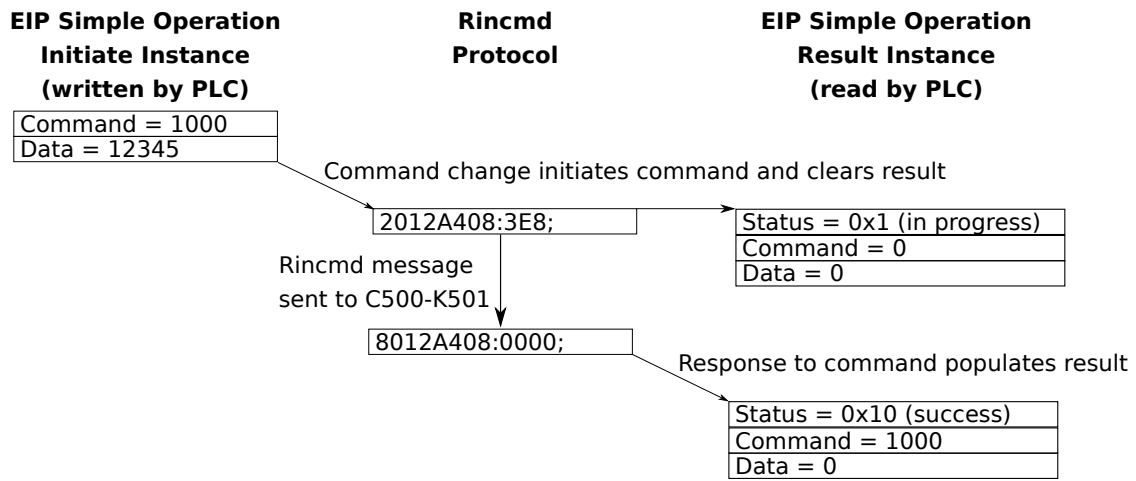 EIP Simple Operation
Initiate Instance
(written by PLC)
Rincmd
Protocol
EIP Simple Operation
Result Instance
(read by PLC)
Command = 1000
Data = 12345
Command change initiates command and clears result
2012A408:3E8;
Status = 0x1 (in progress)
Command = 0
Data = 0
Rincmd message
sent to C500-K501
8012A408:0000;
Response to command populates result
Status = 0x10 (success)
Command = 1000
Data = 0